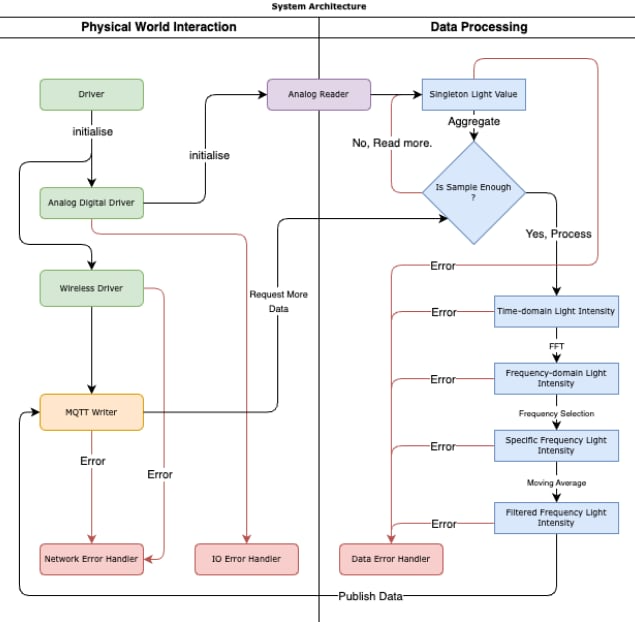 System Architecture
Physical World Interaction
Data Processing
Driver
Analog Reader
Singleton Light Value
initialise
Aggregate
No, Read more.
initialise
Is Sample Enough
?
Analog Digital Driver
Yes, Process
Error
Wireless Driver
Request More
Data
Error
Time-domain Light Intensity
FFT
Error
Frequency-domain Light
Intensity
MQTT Writer
Frequency Selection
Error
Specific Frequency Light
Intensity
Error
Error
Moving Average
Error
Filtered Frequency Light
Intensity
Network Error Handler
IO Error Handler
Data Error Handler
Publish Data